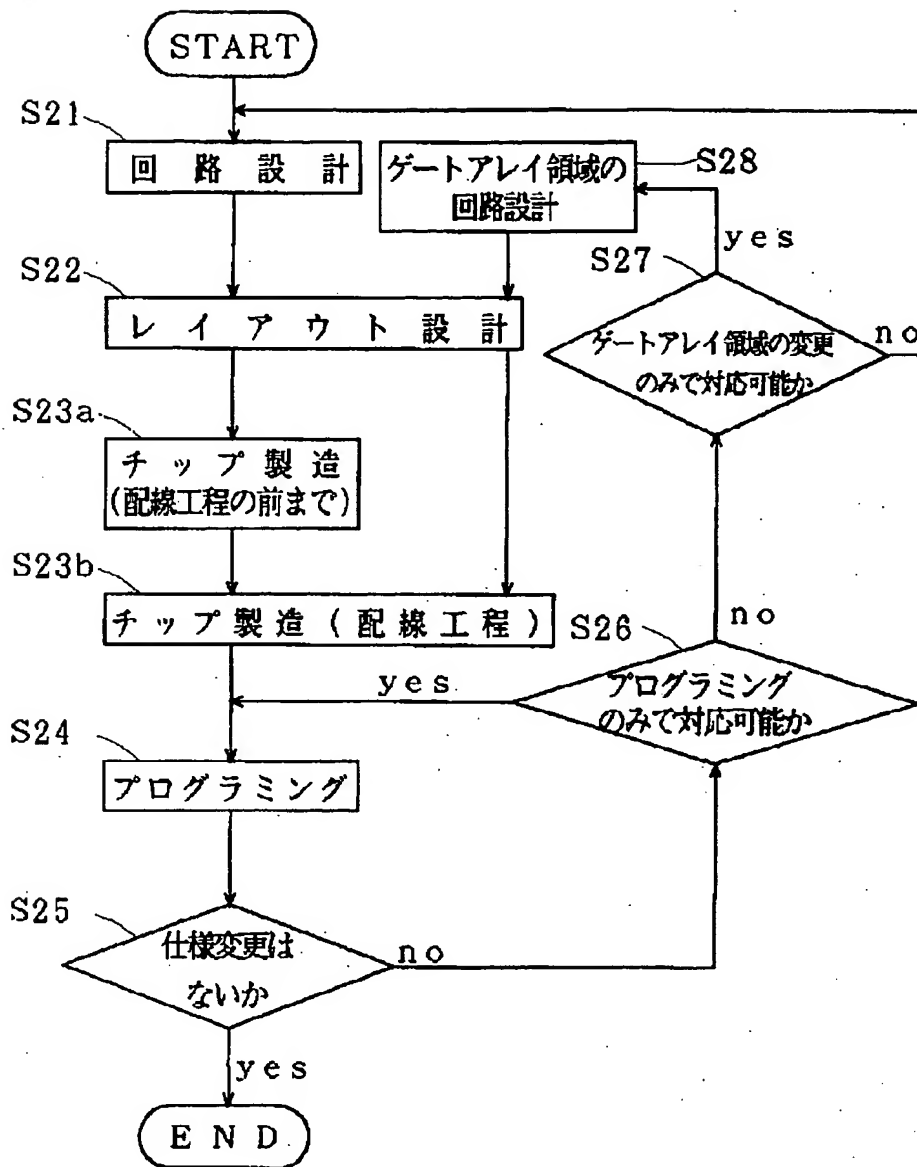 START
S21
回路設計
ゲートアレイ領域の
回路設計
S28
yes
S27
S22
レイアウト設計
ゲートアレイ領域の変更
のみで対応可能か
no
S23a
チップ製造
(配線工程の前まで)
S23b
チップ製造(配線工程)
no
S26
yes
プログラミング
のみで対応可能か
S24
プログラミング
S25
仕様変更は
ないか
no
yes
END